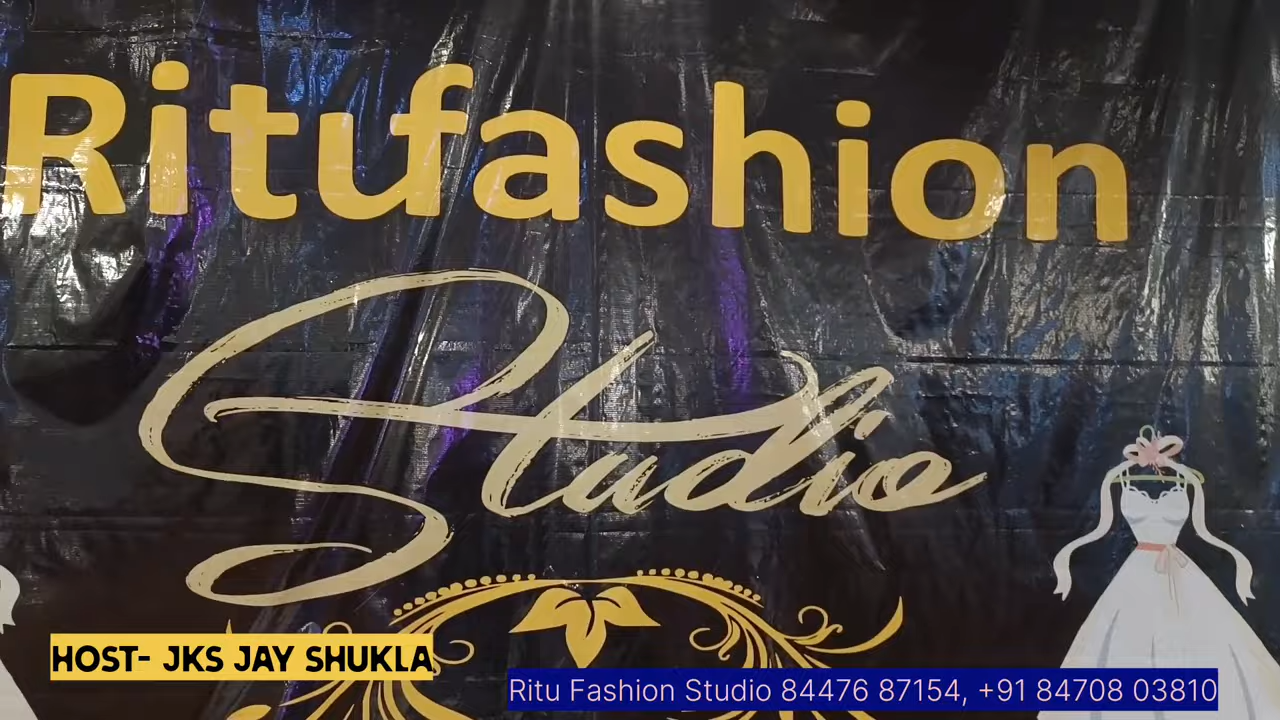 Ritufashion
Studio
HOST- JKS JAY SHUKLA
Ritu Fashion Studio 84476 87154, +91 84708 03810